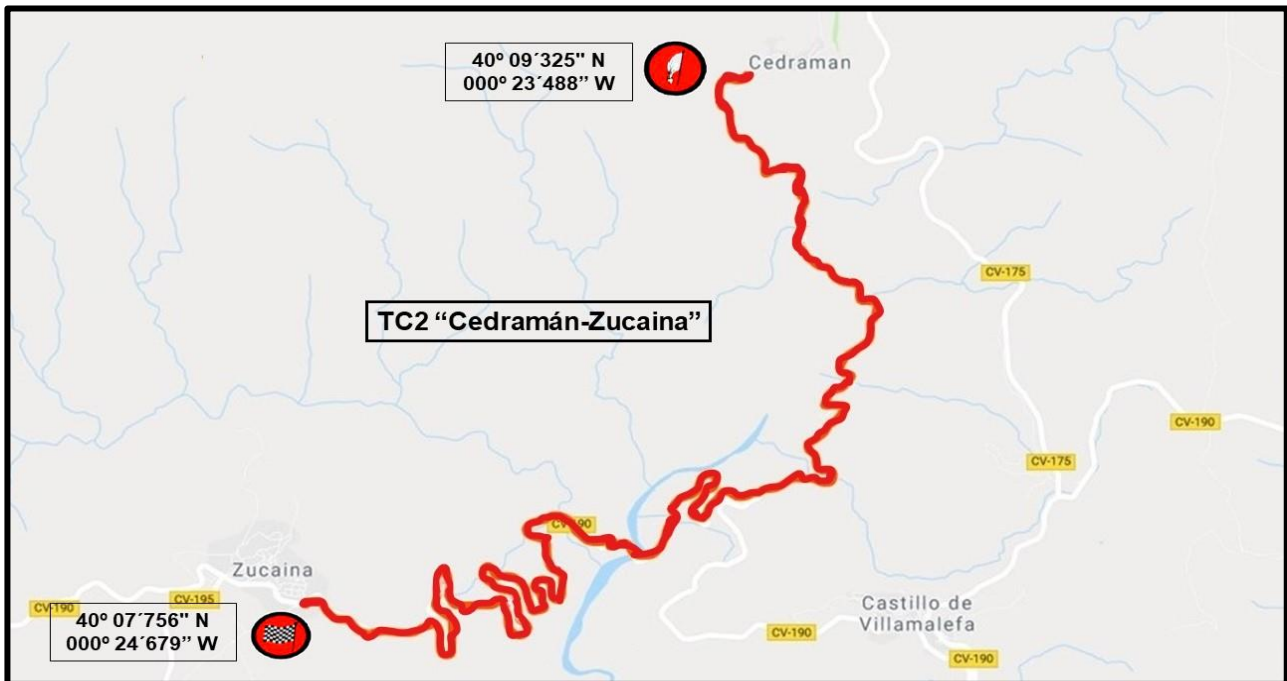 40º 09´325" N
000º 23´488” W
Cedraman
CV-175
TC2 “Cedramán-Zucaina”
CV-190
CV-175
CV-190
Zucaina
CV-195
CV-190
40º 07´756" N
000º 24´679” W
Castillo de
Villamalefa
CV-190
CV-190